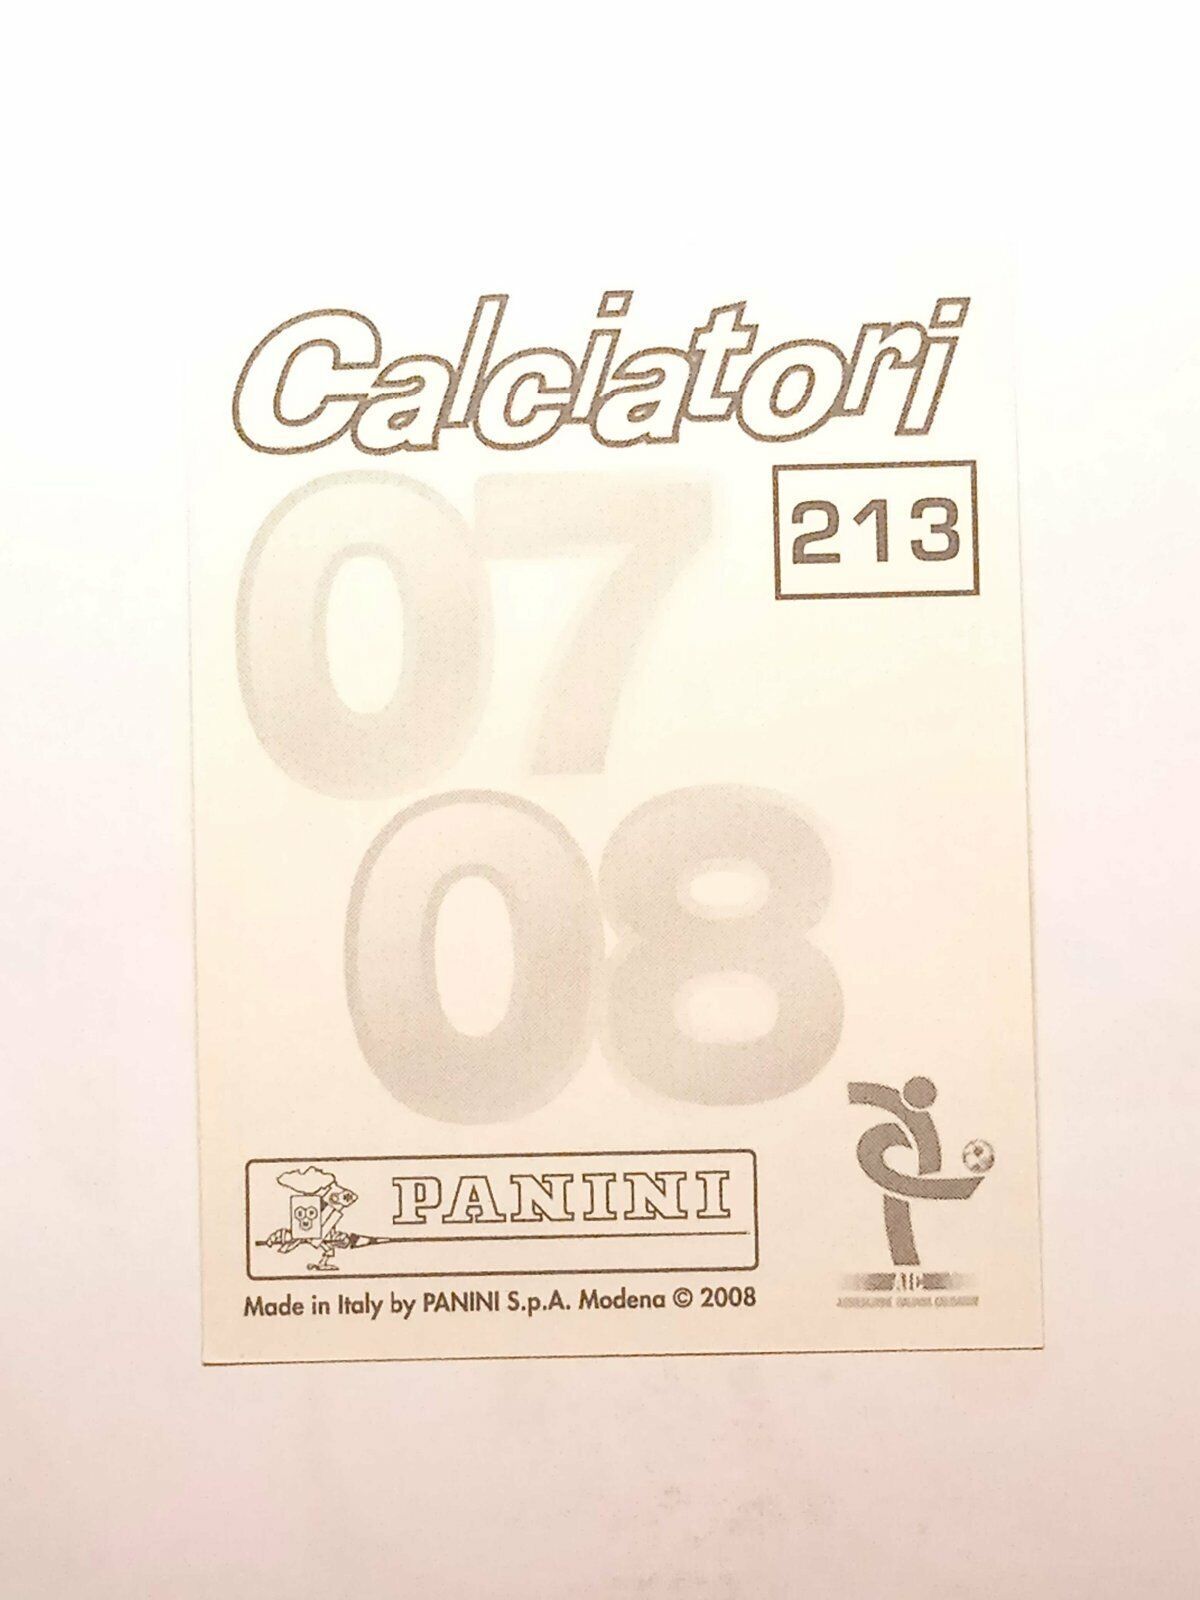 Calciatori
07
213
08
PANINI
Made in Italy by PANINI S.p.A. Modena © 2008